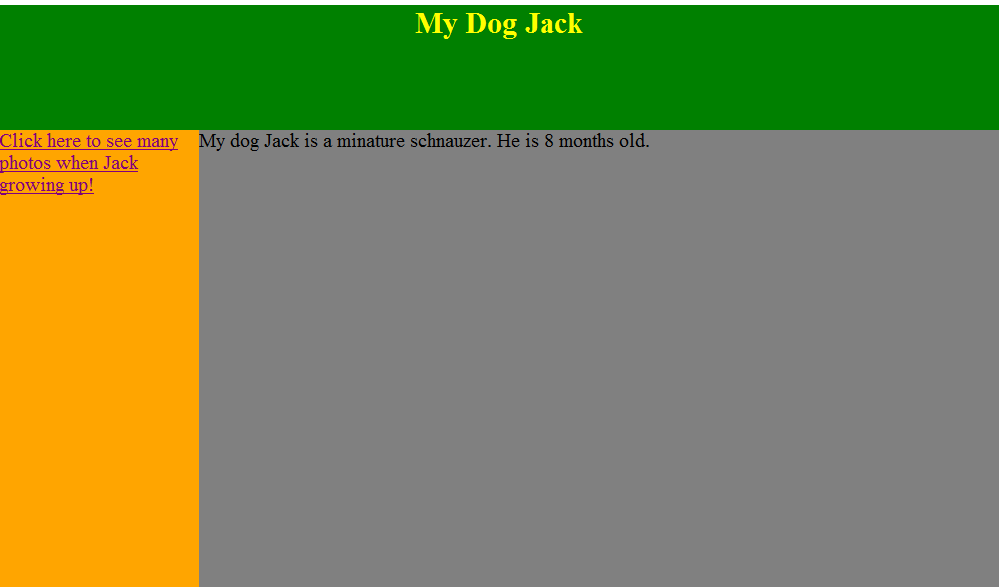 My Dog Jack
Click here to see many
photos when Jack
growing up!
My dog Jack is a minature schnauzer. He is 8 months old.